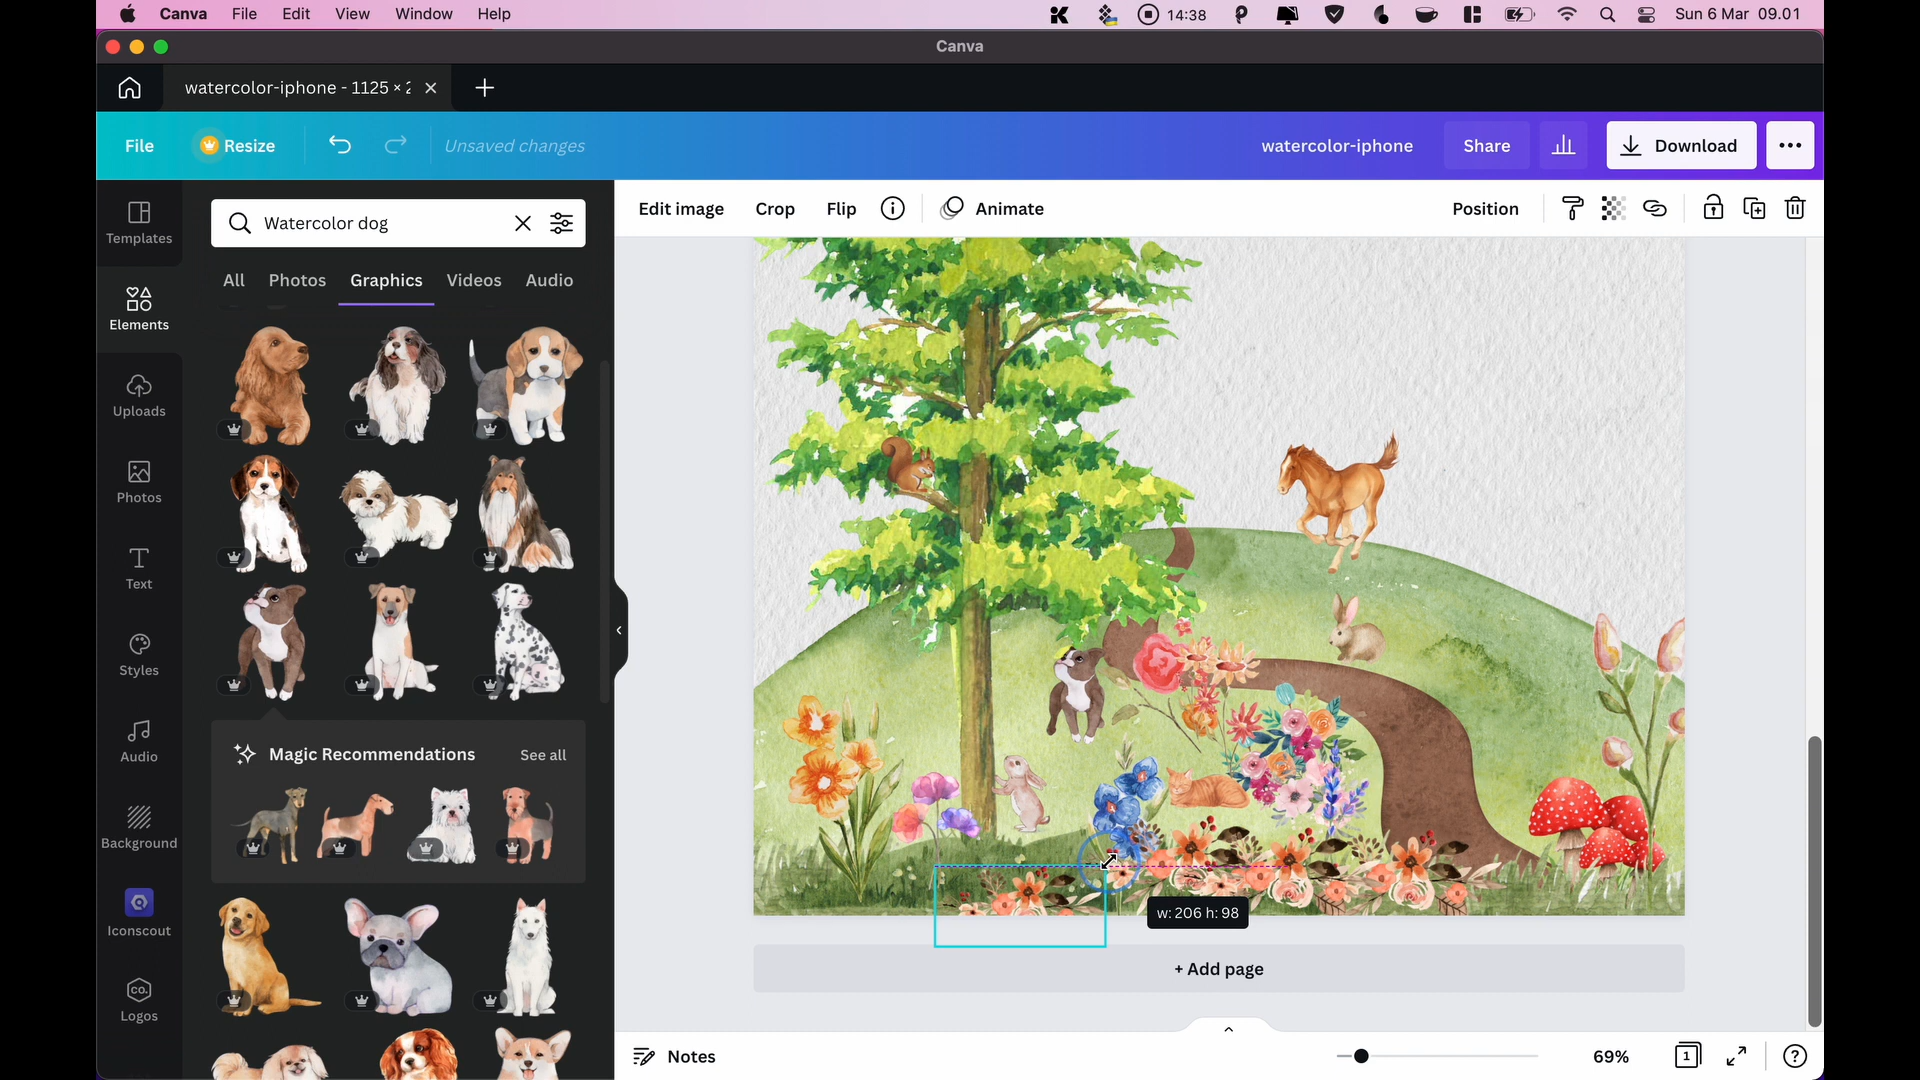 Canva File Edit View Window Help
14:38
Sun 6 Mar 09.01
Canva
watercolor-iphone - 1125 ×
File
Resize
Unsaved changes
watercolor-iphone
Share
Download
Templates
Elements
Uploads
Photos
Text
Styles
Audio
Background
Iconscout
CO.
Logos
Watercolor dog
All Photos Graphics Videos Audio
Magic Recommendations See all
Edit image Crop Flip Animate
Position
w: 206 h: 98
+ Add page
Notes
69%
1
?